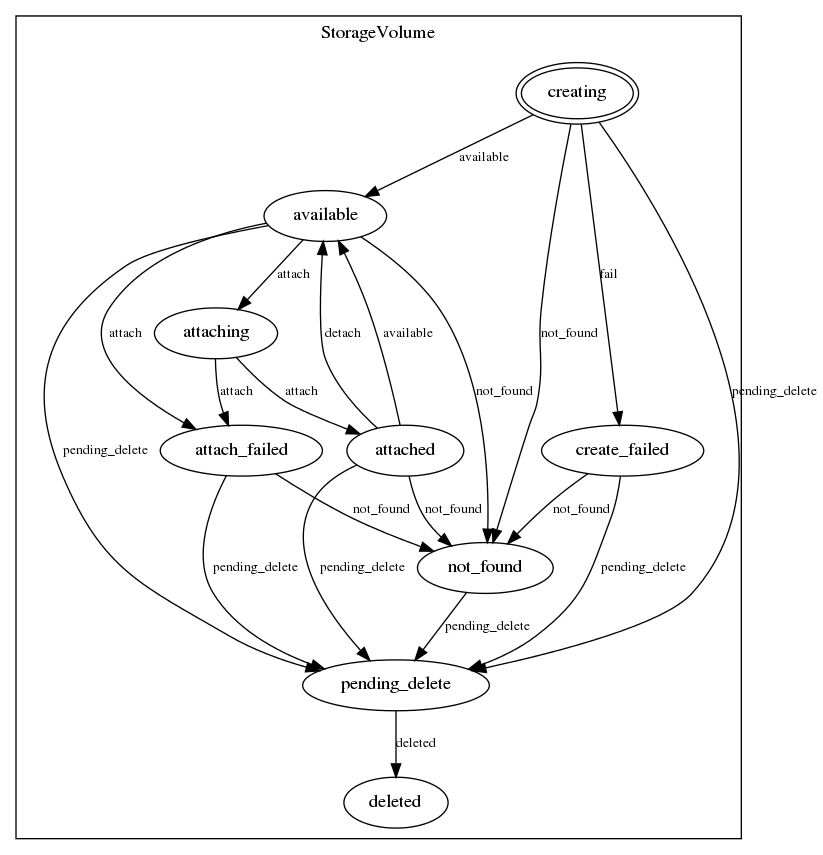 StorageVolume
creating
available
available
attach
fail
attaching
attach
detach
available
not_found
attach
attach
not_found
pending_delete
pending_delete
attach_failed
attached
create_failed
not_found
not_found
not_found
pending_delete
pending_delete
not_found
pending_delete
pending_delete
pending_delete
deleted
deleted